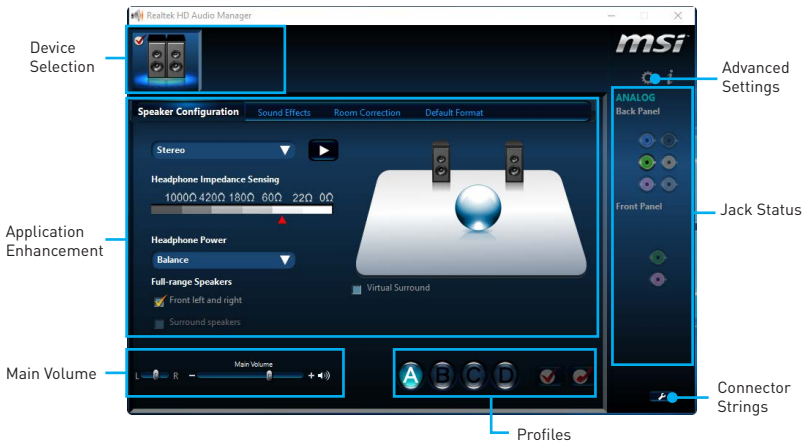 Realtek HD Audio Manager
Device
Selection
msi
i
Advanced
Settings
Speaker Configuration
Sound Effects
Room Correction
Default Format
ANALOG
Back Panel
Stereo
Headphone Impedance Sensing
1000Ω 420Ω 180Ω 60Ω 22Ω 0Ω
Jack Status
Front Panel
Application
Enhancement
Headphone Power
Balance
Full-range Speakers
Front left and right
Virtual Surround
Surround speakers
Main Volume
Main Volume
L
R
-
+
A
B
C
D
Connector
Strings
Profiles